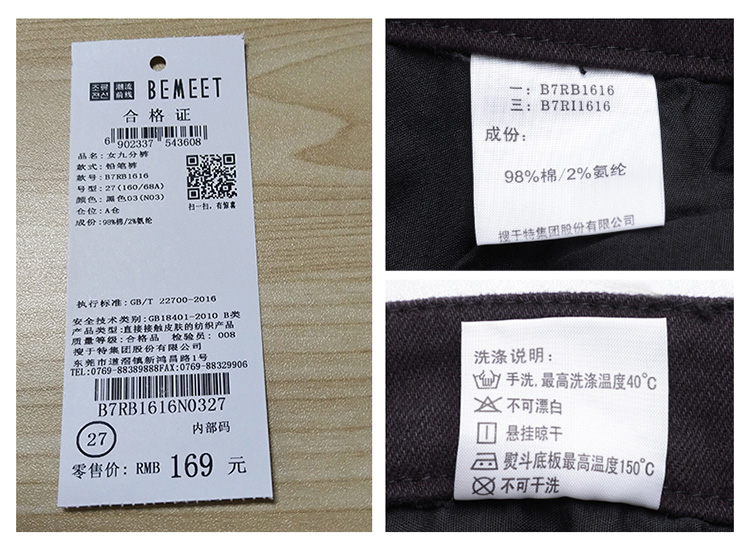 조류
전선
潮流
前线
BEMEET
合格证
6 902337 543608
品名:女九分裤
款式:铅笔裤
款号:B7RB1616
号型:27(160/68A)
颜色:黑色03(N03)
仓位:A仓
成份:98%棉/2%氨纶
扫一扫,有惊喜
执行标准:GB/T 22700-2016
安全技术类别:GB18401-2010 B类
产品类型:直接接触皮肤的纺织产品
质量等级:合格品 检验员: 008
搜于特集团股份有限公司
东莞市道滘镇新鸿昌路1号
TEL:0769-88389888FAX:0769-88329906
B7RB1616N0327
27
内部码
零售价: RMB 169 元
一: B7RB1616
三: B7RI1616
成份:
98%棉/2%氨纶
搜于特集团股份有限公司
洗涤说明:
手洗,最高洗涤温度40°C
不可漂白
悬挂晾干
熨斗底板最高温度150°C
不可干洗